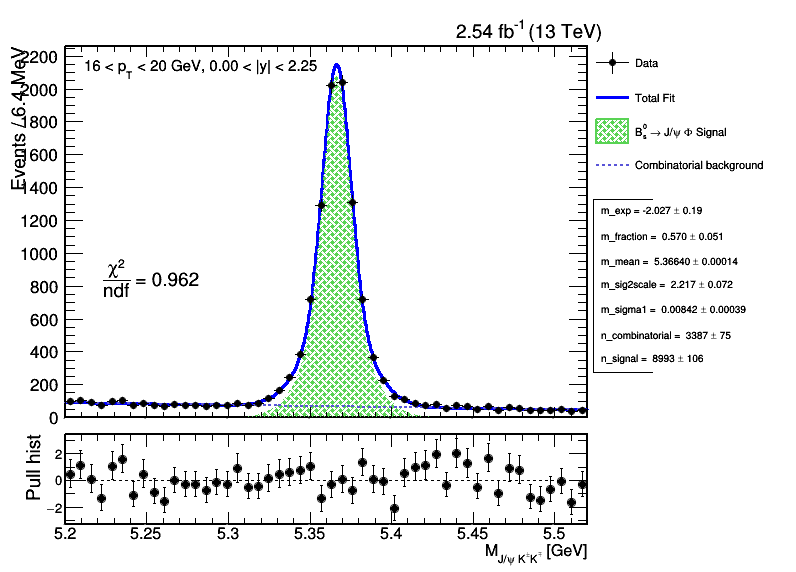 2.54 fb⁻¹ (13 TeV)
Events / 6.4 MeV
2200
2000
1800
1600
1400
1200
1000
800
600
400
200
0
16 < p_T < 20 GeV, 0.00 < |y| < 2.25
χ²/ndf = 0.962
Data
Total Fit
B_s^0 → J/ψ Φ Signal
Combinatorial background
m_exp = -2.027 ± 0.19
m_fraction = 0.570 ± 0.051
m_mean = 5.36640 ± 0.00014
m_sig2scale = 2.217 ± 0.072
m_sigma1 = 0.00842 ± 0.00039
n_combinatorial = 3387 ± 75
n_signal = 8993 ± 106
Pull hist
2
0
−2
5.2 5.25 5.3 5.35 5.4 5.45 5.5
M_{J/ψ K^± K^∓} [GeV]